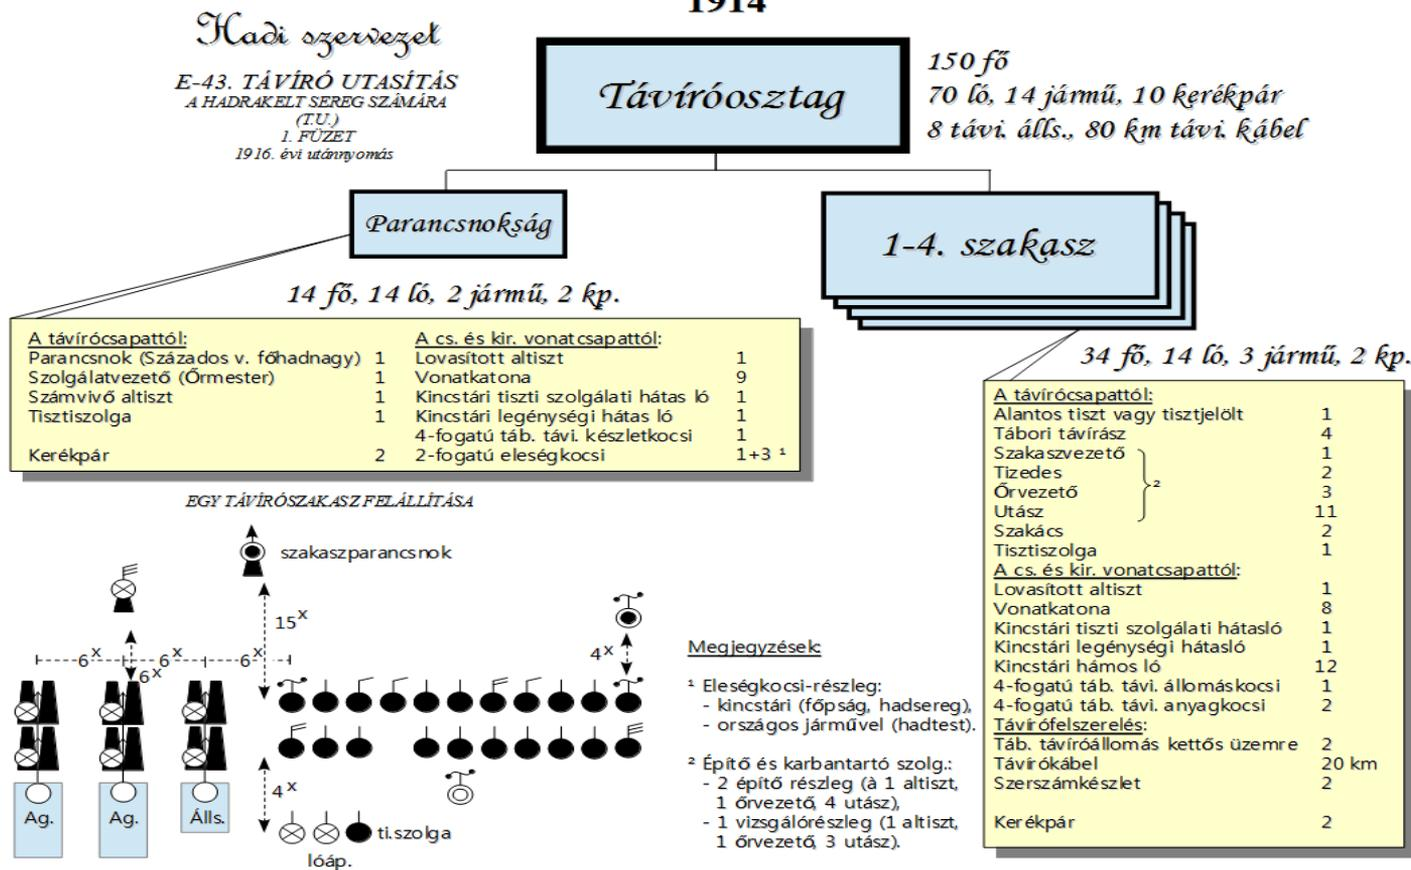 1914
Hadi szervezet
E-43. TÁVÍRÓ UTASÍTÁS
A HADRAKELT SEREG SZÁMÁRA
(T.U.)
1. FÜZET
1916. évi utánnyomás
Távíróosztag
150 fő
70 ló, 14 jármű, 10 kerékpár
8 távi. álls., 80 km távi. kábel
Parancsnokság
1-4. szakasz
14 fő, 14 ló, 2 jármű, 2 kp.
A távírócsapattól:
Parancsnok (Százados v. főhadnagy) 1
Szolgálatvezető (Őrmester) 1
Számvivő altiszt 1
Tisztiszolga 1
Kerékpár 2
A cs. és kir. vonatcsapattól:
Lovasított altiszt 1
Vonatkatona 9
Kincstári tiszti szolgálati hátas ló 1
Kincstári legénységi hátas ló 1
4-fogatú táb. távi. készletkocsi 1
2-fogatú eleségkocsi 1+3 ¹
34 fő, 14 ló, 3 jármű, 2 kp.
A távírócsapattól:
Alantos tiszt vagy tisztjelölt 1
Tábori távírász 4
Szakaszvezető 1
Tizedes 2
Őrvezető 3
Utász 11
²
Szakács 2
Tisztiszolga 1
A cs. és kir. vonatcsapattól:
Lovasított altiszt 1
Vonatkatona 8
Kincstári tiszti szolgálati hátasló 1
Kincstári legénységi hátasló 1
Kincstári hámos ló 12
4-fogatú táb. távi. állomáskocsi 1
4-fogatú táb. távi. anyagkocsi 2
Távírófelszerelés:
Táb. távíróállomás kettős üzemre 2
Távírókábel 20 km
Szerszámkészlet 2
Kerékpár 2
EGY TÁVÍRÓSZAKASZ FELÁLLÍTÁSA
szakaszparancsnok
15ˣ
6ˣ 6ˣ 6ˣ
6ˣ
4ˣ
4ˣ
Ag. Ag. Álls.
ti.szolga
lóáp.
Megjegyzések:
¹ Eleségkocsi-részleg:
- kincstári (főpság, hadsereg),
- országos járművel (hadtest).
² Építő és karbantartó szolg.:
- 2 építő részleg (à 1 altiszt,
1 őrvezető, 4 utász),
- 1 vizsgálórészleg (1 altiszt,
1 őrvezető, 3 utász).